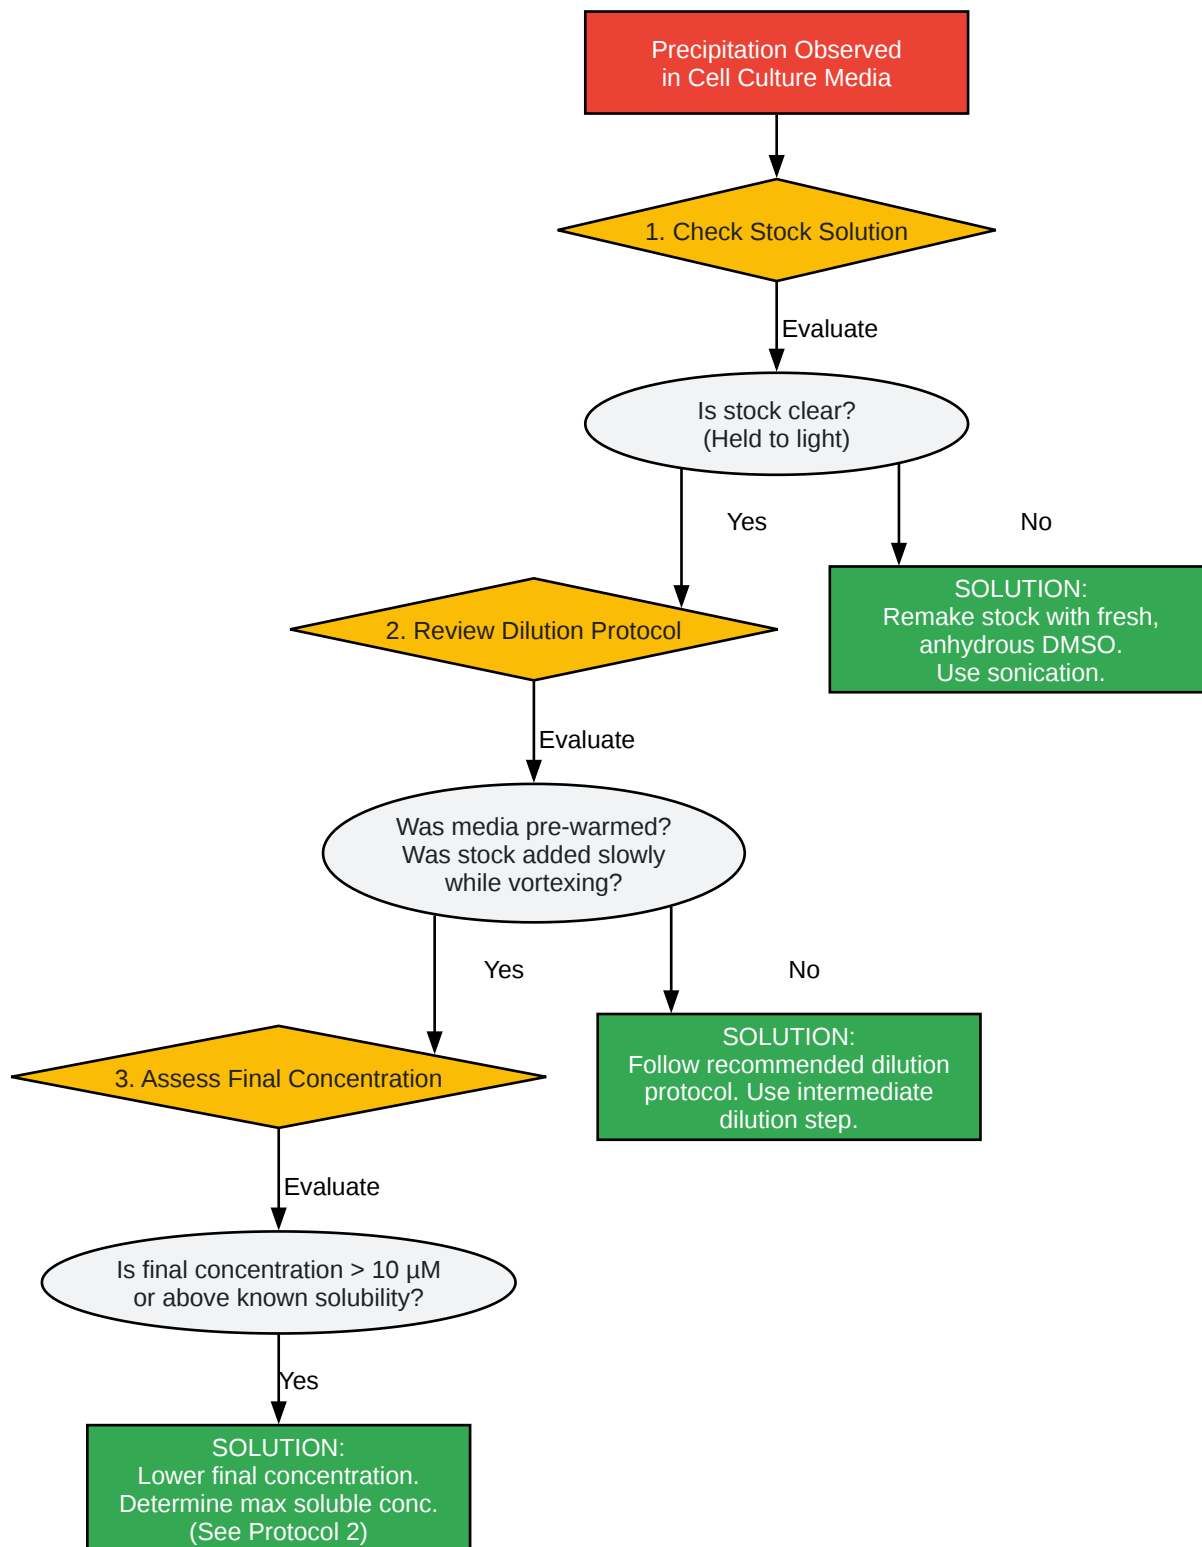 Precipitation Observed
in Cell Culture Media
1. Check Stock Solution
Evaluate
Is stock clear?
(Held to light)
Yes
No
SOLUTION:
Remake stock with fresh,
anhydrous DMSO.
Use sonication.
2. Review Dilution Protocol
Evaluate
Was media pre-warmed?
Was stock added slowly
while vortexing?
Yes
No
SOLUTION:
Follow recommended dilution
protocol. Use intermediate
dilution step.
3. Assess Final Concentration
Evaluate
Is final concentration > 10 µM
or above known solubility?
Yes
SOLUTION:
Lower final concentration.
Determine max soluble conc.
(See Protocol 2)